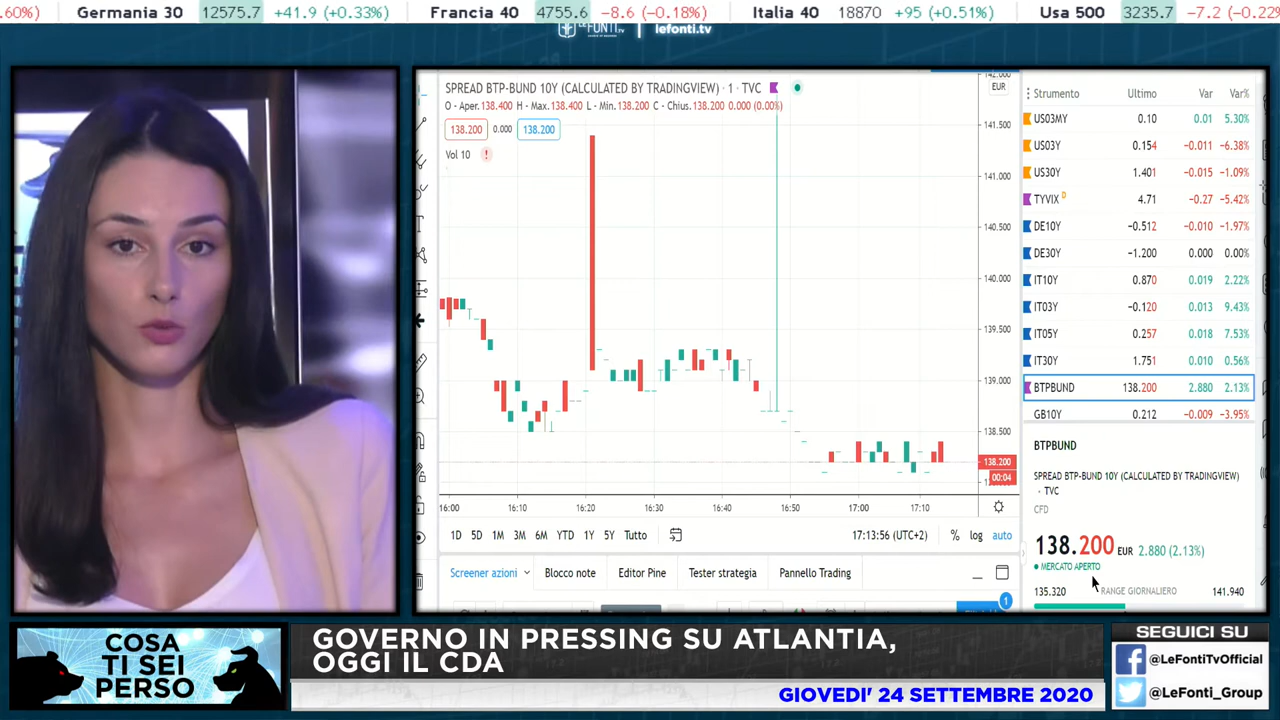 .60%) Germania 30 12575.7 +41.9 (+0.33%) Francia 40 4755.6 -8.6 (-0.18%) Italia 40 18870 +95 (+0.51%) Usa 500 3235.7 -7.2 (-0.22%
LE FONTI.TV lefonti.tv
SPREAD BTP-BUND 10Y (CALCULATED BY TRADINGVIEW) · 1 · TVC
O - Aper. 138.400 H - Max. 138.400 L - Min. 138.200 C - Chius. 138.200 0.000 (0.00%)
138.200 0.000 138.200
Vol 10 !
142.000
EUR
141.500
141.000
140.500
140.000
139.500
139.000
138.500
138.200
00:04
16:00 16:10 16:20 16:30 16:40 16:50 17:00 17:10
1D 5D 1M 3M 6M YTD 1Y 5Y Tutto 17:13:56 (UTC+2) % log auto
Screener azioni Blocco note Editor Pine Tester strategia Pannello Trading
1
Strumento Ultimo Var Var%
US03MY 0.10 0.01 5.30%
US03Y 0.154 −0.011 −6.38%
US30Y 1.401 −0.015 −1.09%
TYVIX D 4.71 −0.27 −5.42%
DE10Y −0.512 −0.010 −1.97%
DE30Y −1.200 0.000 0.00%
IT10Y 0.870 0.019 2.22%
IT03Y −0.120 0.013 9.43%
IT05Y 0.257 0.018 7.53%
IT30Y 1.751 0.010 0.56%
BTPBUND 138.200 2.880 2.13%
GB10Y 0.212 −0.009 −3.95%
BTPBUND
SPREAD BTP-BUND 10Y (CALCULATED BY TRADINGVIEW)
· TVC
CFD
138.200 EUR 2.880 (2.13%)
MERCATO APERTO
135.320 RANGE GIORNALIERO 141.940
COSA
TI SEI
PERSO
GOVERNO IN PRESSING SU ATLANTIA,
OGGI IL CDA
GIOVEDI' 24 SETTEMBRE 2020
SEGUICI SU
@LeFontiTvOfficial
@LeFonti_Group